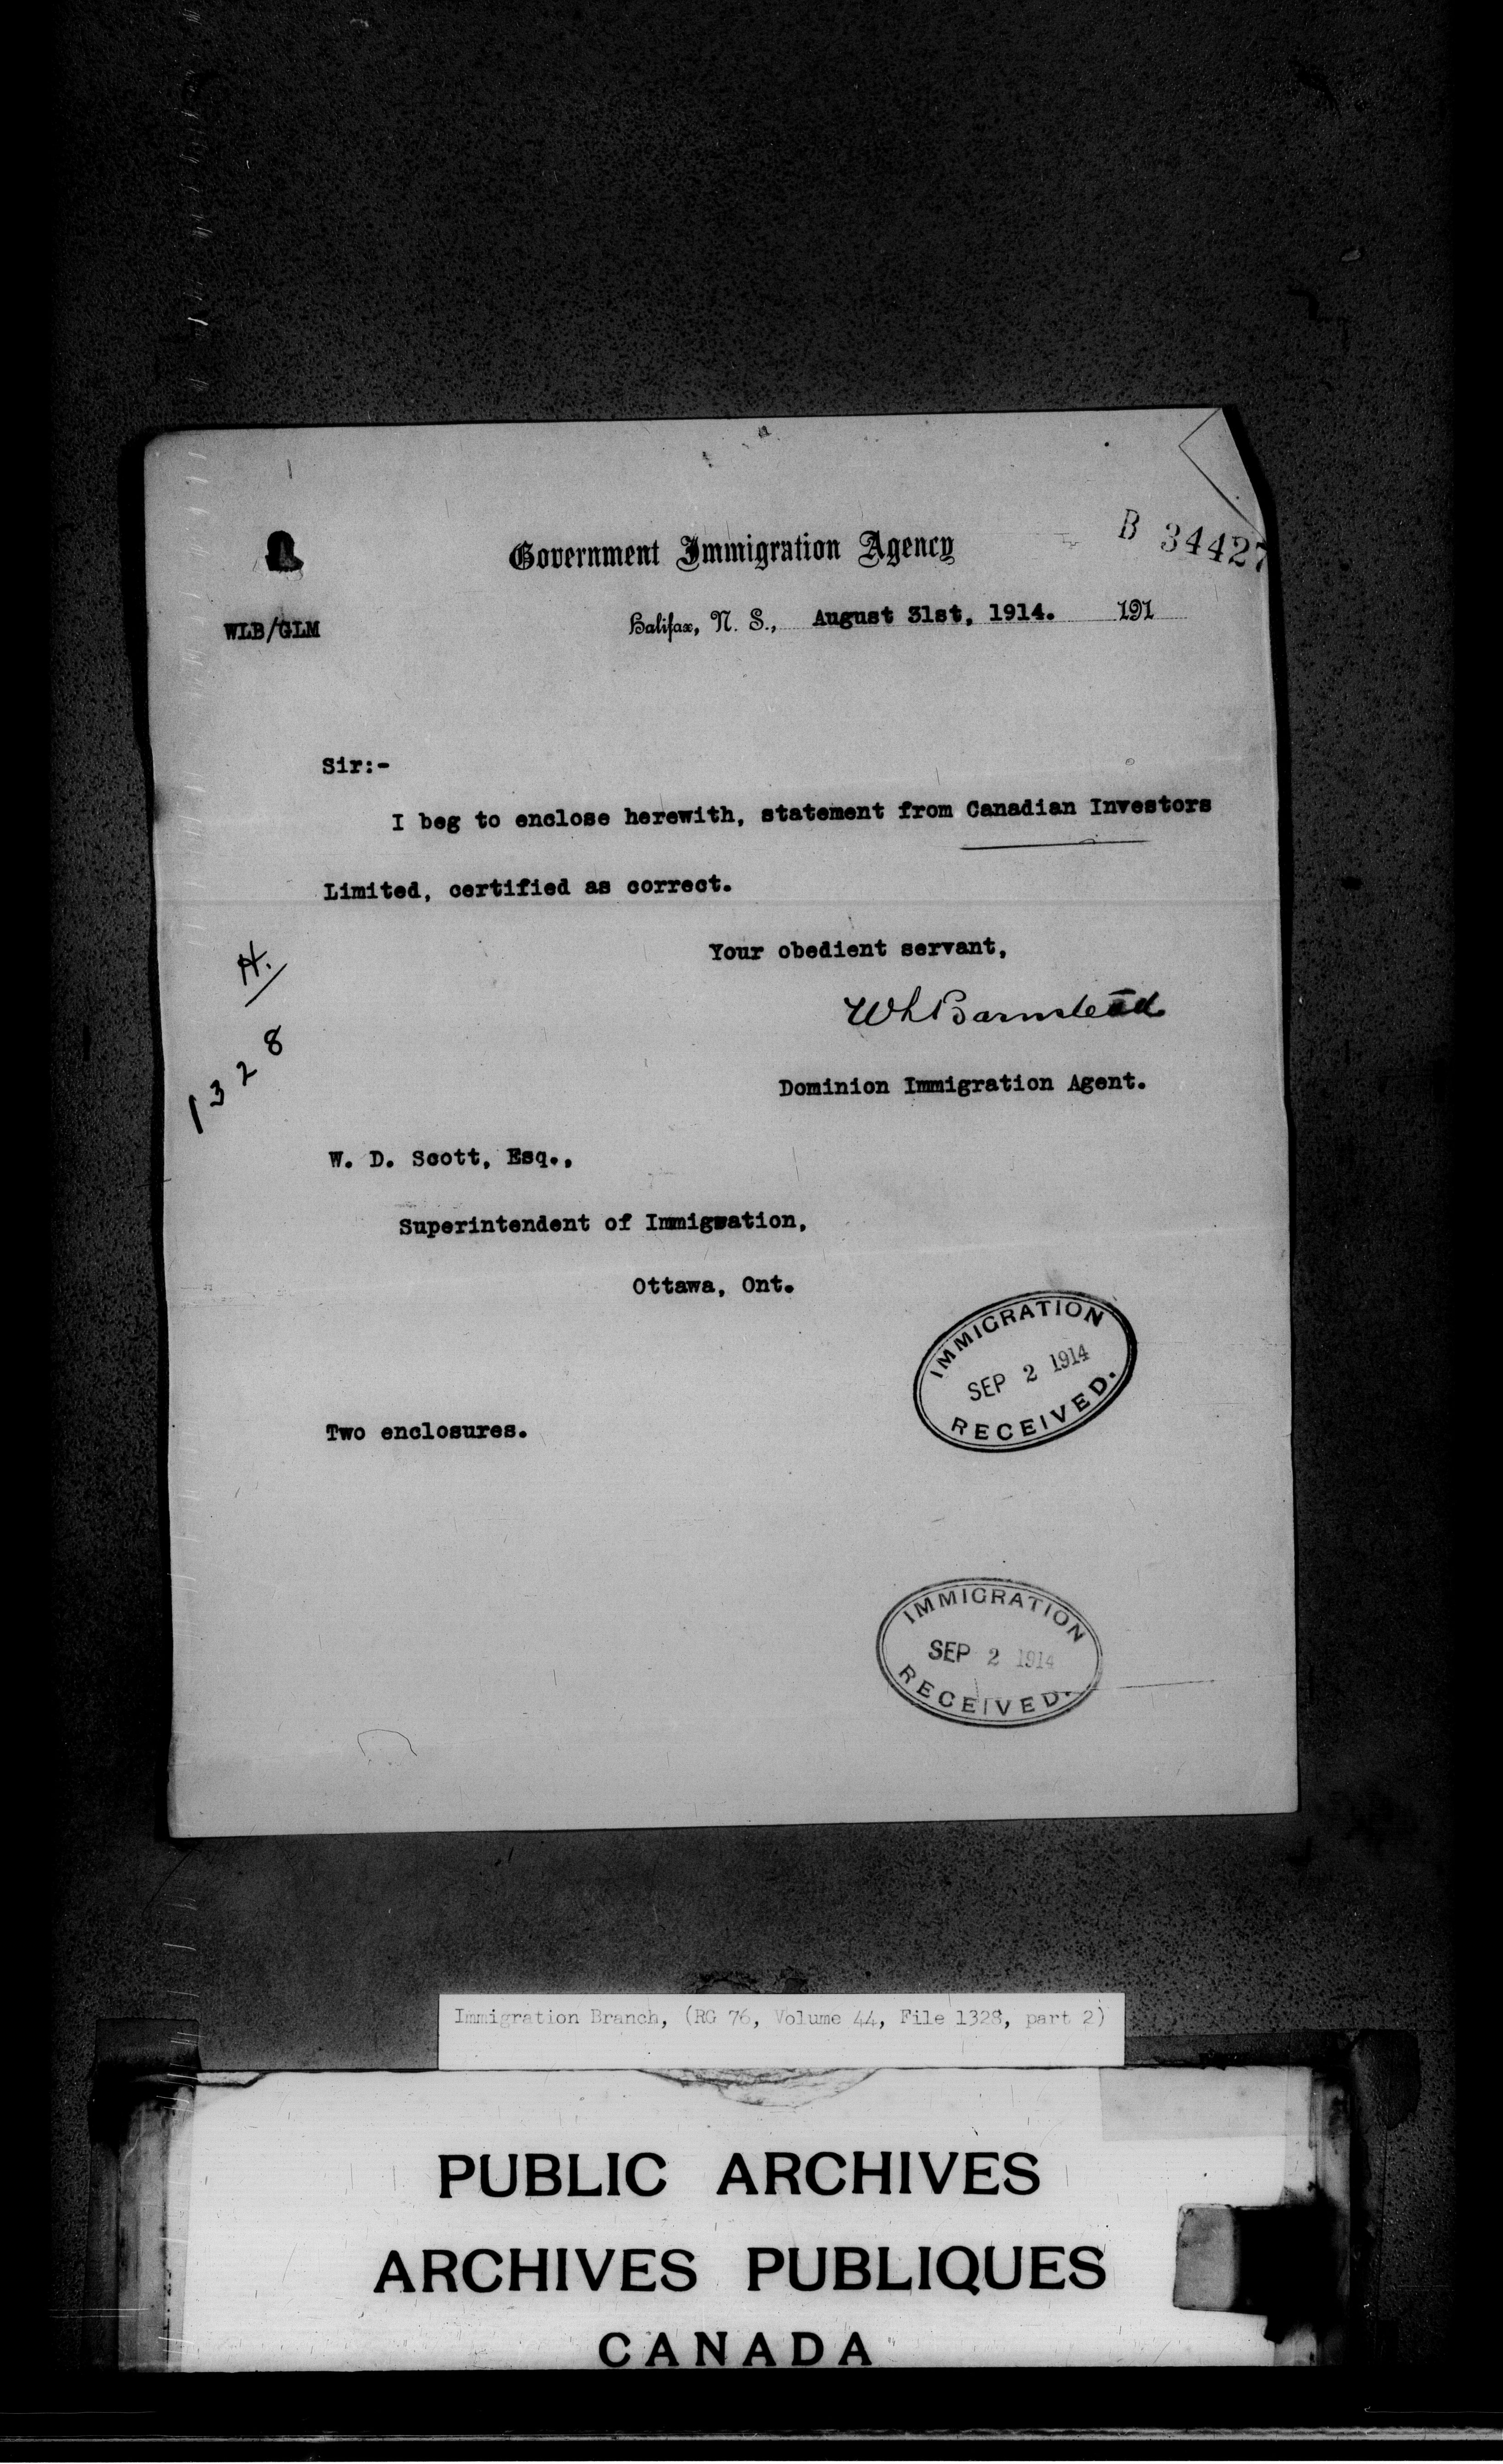 B 34427
Government Immigration Agency
WLB/GLM
Halifax, N. S., August 31st, 1914. 191
Sir:-
I beg to enclose herewith, statement from Canadian Investors
Limited, certified as correct.
Your obedient servant,
WLBarnstead
Dominion Immigration Agent.
H.
1328
W. D. Scott, Esq.,
Superintendent of Immigration,
Ottawa, Ont.
IMMIGRATION
SEP 2 1914
RECEIVED.
Two enclosures.
IMMIGRATION
SEP 2 1914
RECEIVED.
Immigration Branch, (RG 76, Volume 44, File 1328, part 2)
PUBLIC ARCHIVES
ARCHIVES PUBLIQUES
CANADA